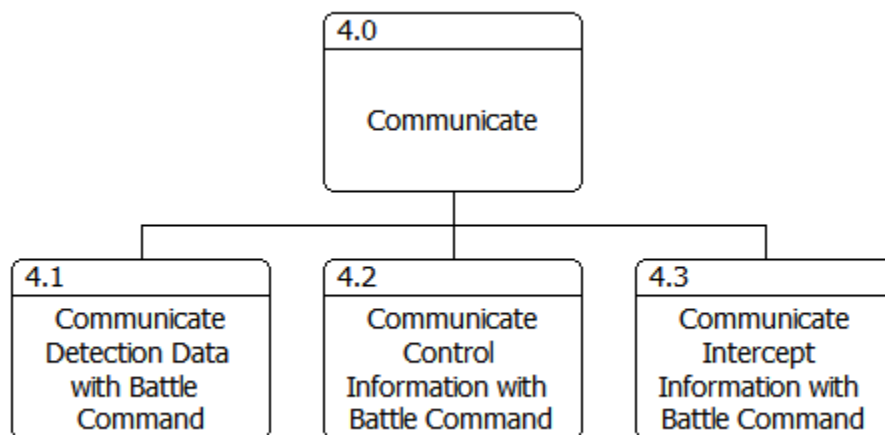 4.0
Communicate
4.1
Communicate
Detection Data
with Battle
Command
4.2
Communicate
Control
Information with
Battle Command
4.3
Communicate
Intercept
Information with
Battle Command